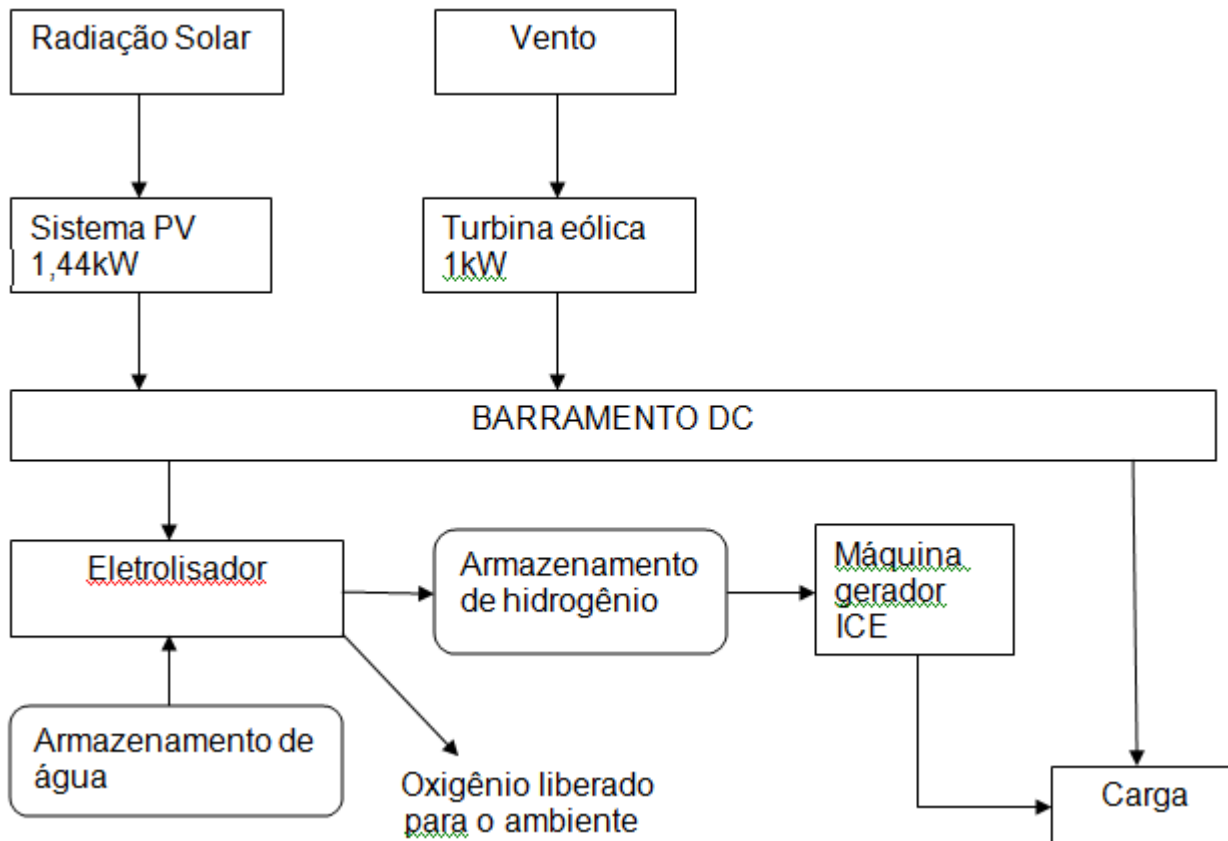 Radiação Solar
Vento
Sistema PV
1,44kW
Turbina eólica
1kW
BARRAMENTO DC
Eletrolisador
Armazenamento
de hidrogênio
Máquina
gerador
ICE
Armazenamento de
água
Oxigênio liberado
para o ambiente
Carga